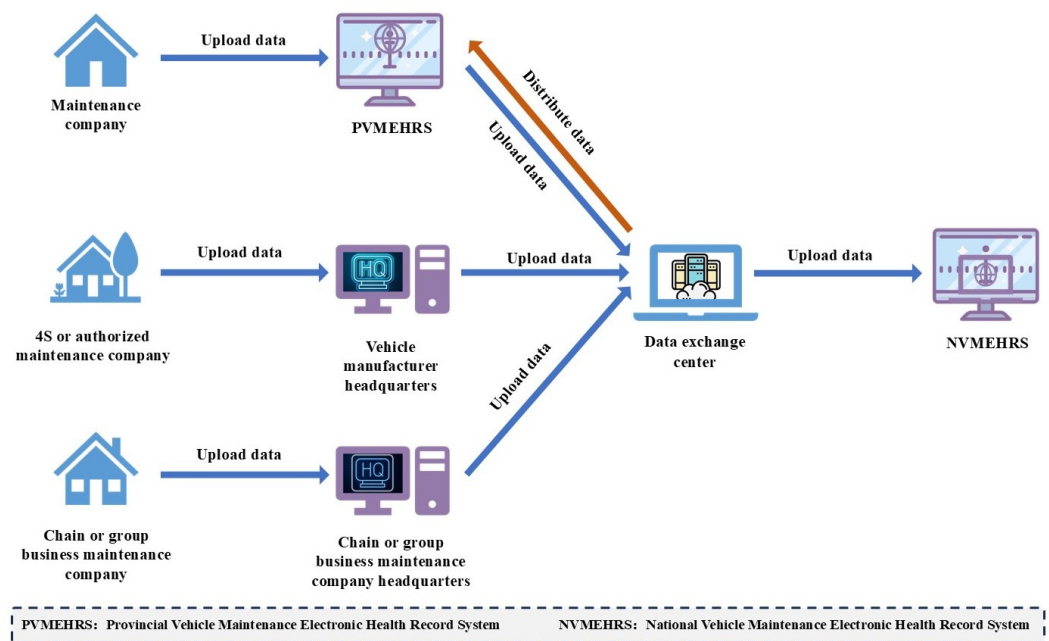 Upload data
Maintenance
company
PVMEHRS
Distribute data
Upload data
Upload data
HQ
Upload data
Upload data
4S or authorized
maintenance company
Vehicle
manufacturer
headquarters
Data exchange
center
NVMEHRS
Upload data
Upload data
HQ
Chain or group
business maintenance
company
Chain or group
business maintenance
company headquarters
PVMEHRS: Provincial Vehicle Maintenance Electronic Health Record System NVMEHRS: National Vehicle Maintenance Electronic Health Record System